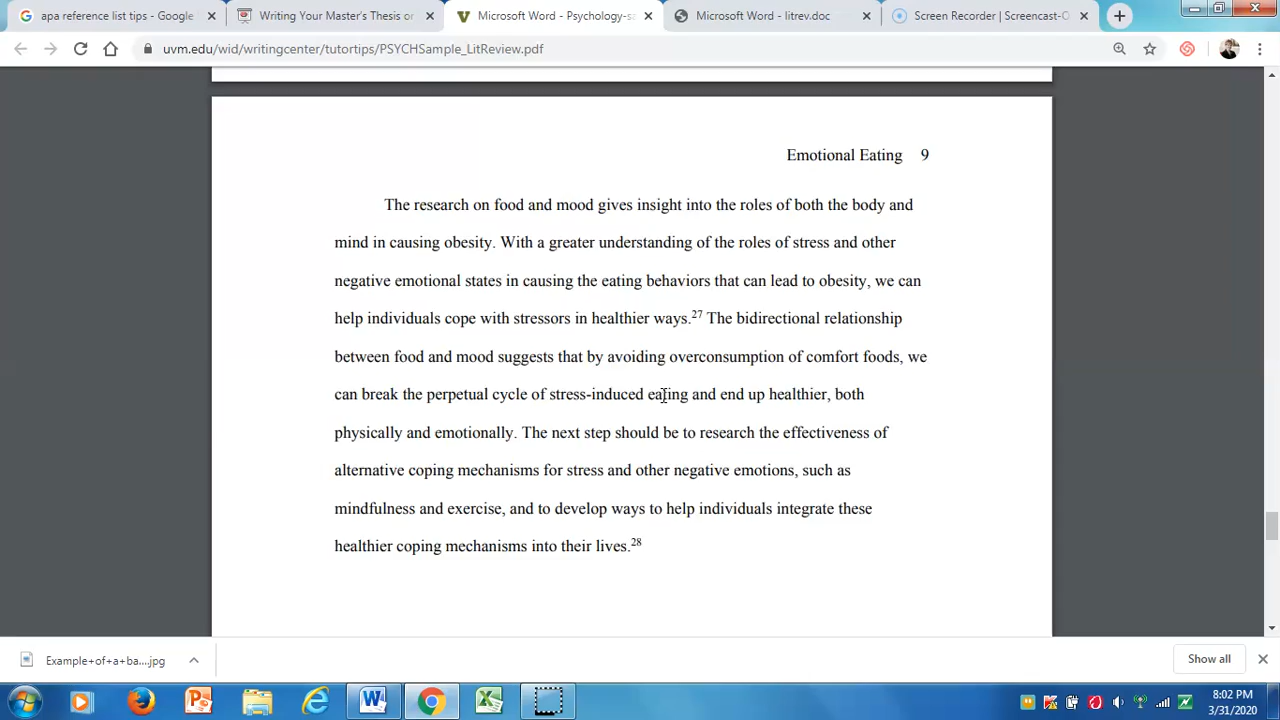 apa reference list tips - Google
Writing Your Master's Thesis or
Microsoft Word - Psychology-sa
Microsoft Word - litrev.doc
Screen Recorder | Screencast-O
uvm.edu/wid/writingcenter/tutortips/PSYCHSample_LitReview.pdf
Emotional Eating 9
The research on food and mood gives insight into the roles of both the body and
mind in causing obesity. With a greater understanding of the roles of stress and other
negative emotional states in causing the eating behaviors that can lead to obesity, we can
help individuals cope with stressors in healthier ways.27 The bidirectional relationship
between food and mood suggests that by avoiding overconsumption of comfort foods, we
can break the perpetual cycle of stress-induced eating and end up healthier, both
physically and emotionally. The next step should be to research the effectiveness of
alternative coping mechanisms for stress and other negative emotions, such as
mindfulness and exercise, and to develop ways to help individuals integrate these
healthier coping mechanisms into their lives.28
Example+of+a+ba....jpg
Show all
8:02 PM
3/31/2020